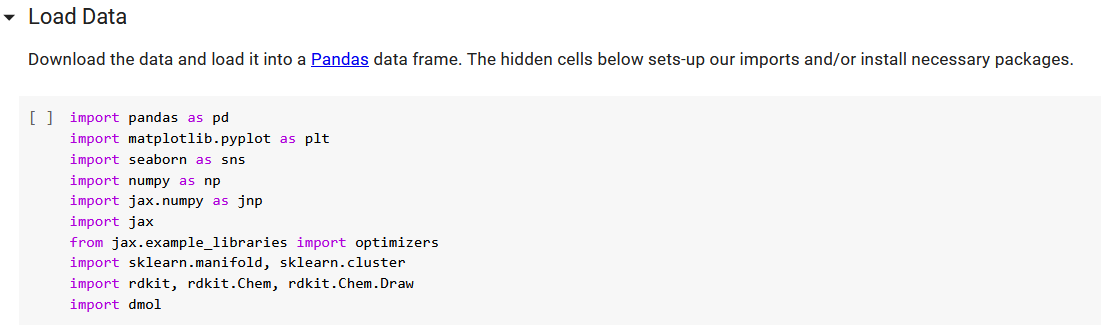 Load Data
Download the data and load it into a Pandas data frame. The hidden cells below sets-up our imports and/or install necessary packages.
[ ] import pandas as pd
import matplotlib.pyplot as plt
import seaborn as sns
import numpy as np
import jax.numpy as jnp
import jax
from jax.example_libraries import optimizers
import sklearn.manifold, sklearn.cluster
import rdkit, rdkit.Chem, rdkit.Chem.Draw
import dmol